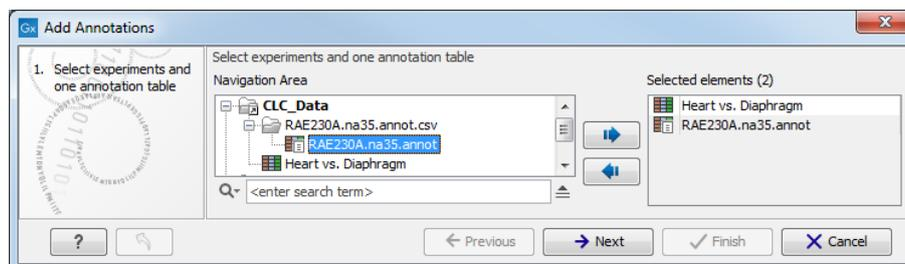 Gx Add Annotations
X
1. Select experiments and
one annotation table
Select experiments and one annotation table
Navigation Area
CLC_Data
RAE230A.na35.annot.csv
RAE230A.na35.annot
Heart vs. Diaphragm
<enter search term>
Selected elements (2)
Heart vs. Diaphragm
RAE230A.na35.annot
?
Previous
Next
Finish
Cancel